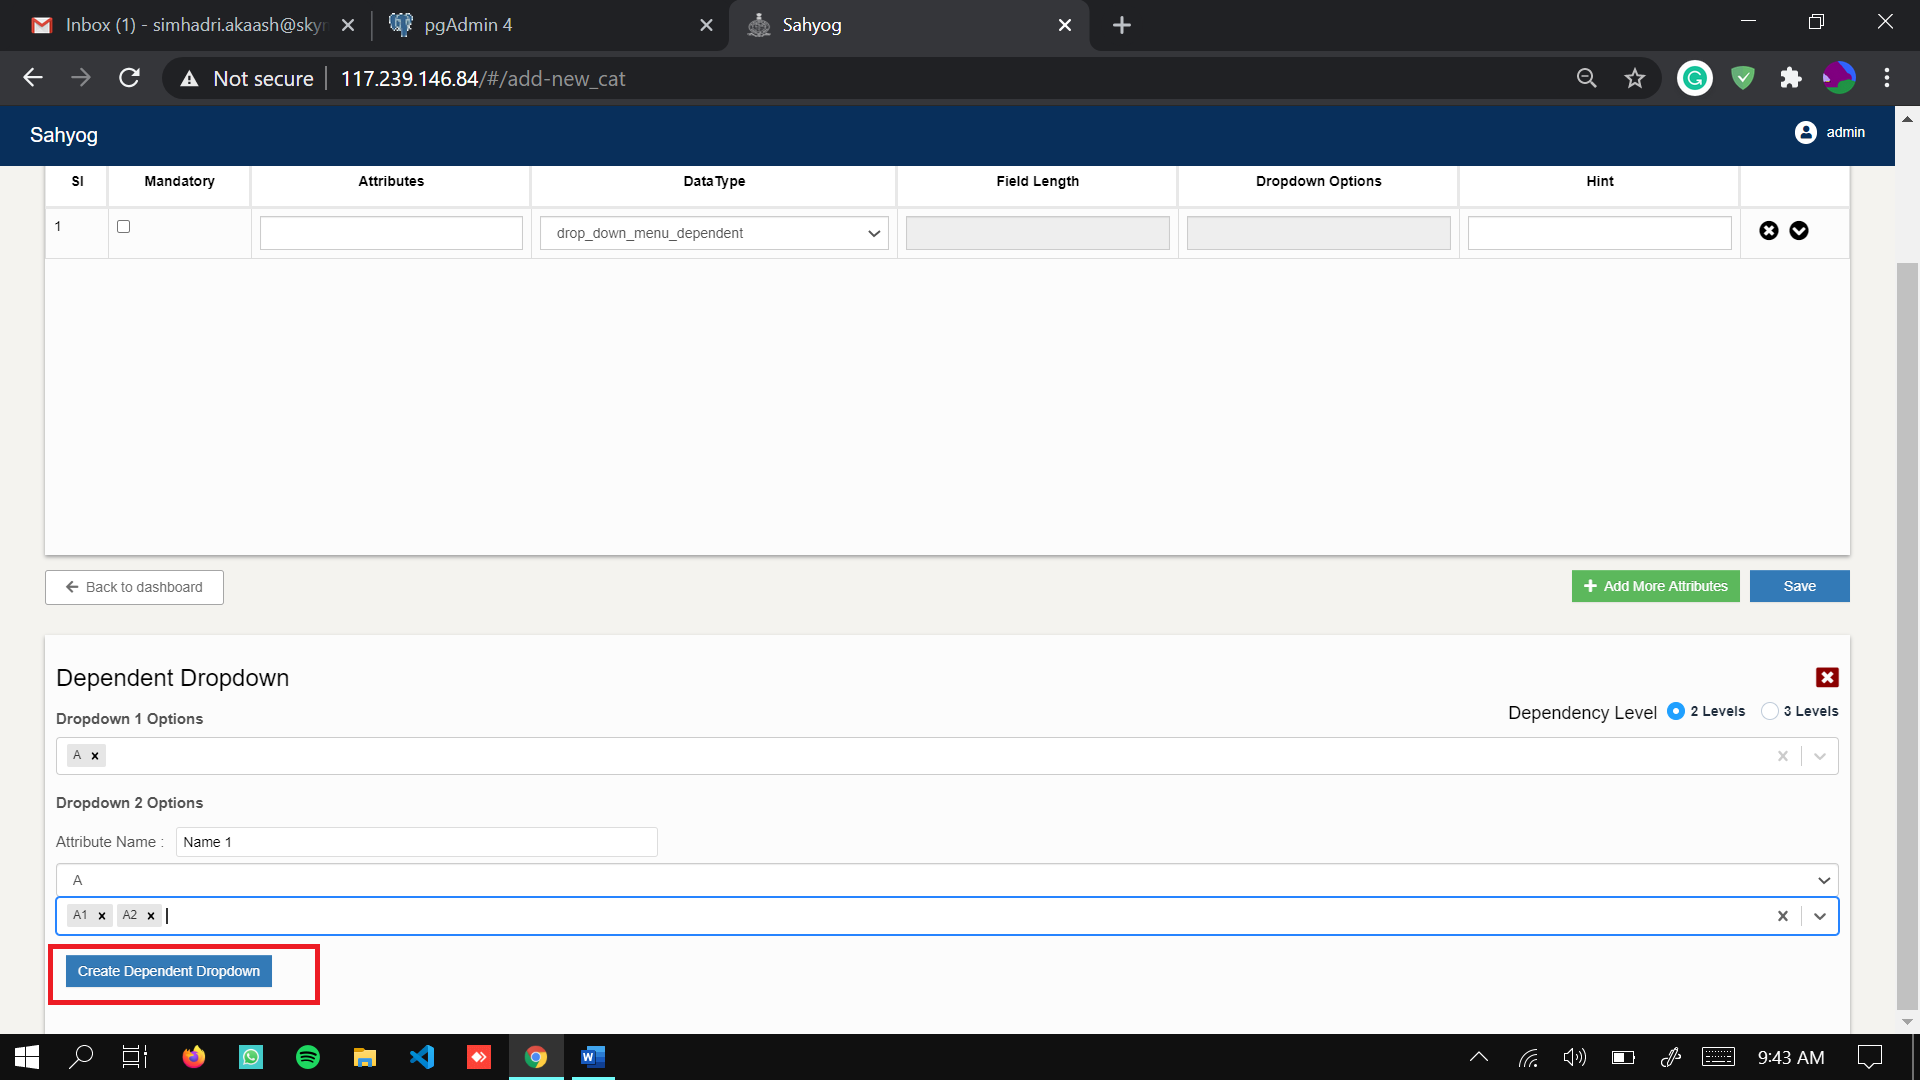 Inbox (1) - simhadri.akaash@skyn
pgAdmin 4
Sahyog
Not secure 117.239.146.84/#/add-new_cat
Sahyog
admin
Sl Mandatory Attributes DataType Field Length Dropdown Options Hint
1 drop_down_menu_dependent
Back to dashboard
Add More Attributes
Save
Dependent Dropdown
Dropdown 1 Options
Dependency Level 2 Levels 3 Levels
A
Dropdown 2 Options
Attribute Name : Name 1
A
A1 A2
Create Dependent Dropdown
9:43 AM